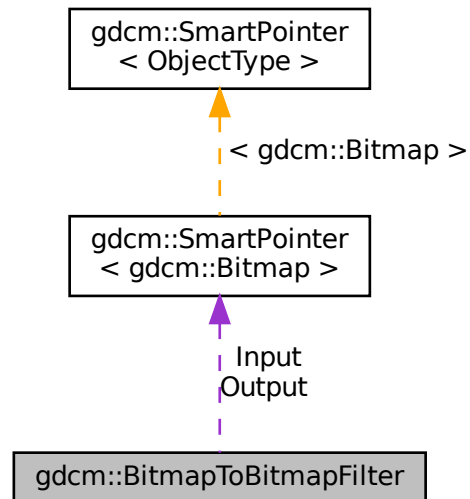 gdcm::SmartPointer
< ObjectType >
< gdcm::Bitmap >
gdcm::SmartPointer
< gdcm::Bitmap >
Input
Output
gdcm::BitmapToBitmapFilter